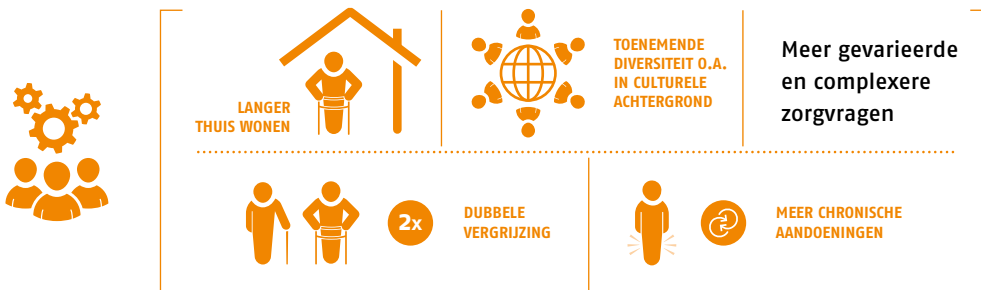 LANGER
THUIS WONEN
TOENEMENDE
DIVERSITEIT O.A.
IN CULTURELE
ACHTERGROND
Meer gevarieerde
en complexere
zorgvragen
2x
DUBBELE
VERGRIJZING
MEER CHRONISCHE
AANDOENINGEN